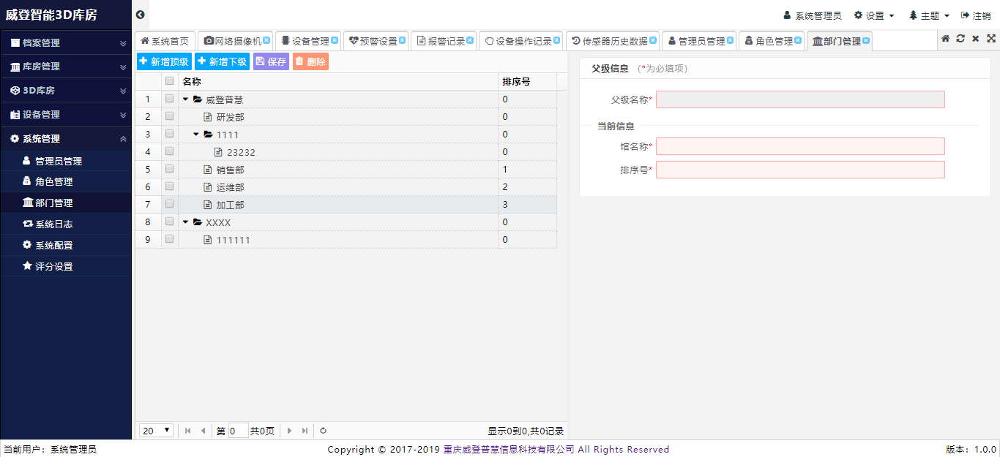 威登智能3D库房
系统管理员 设置 主题 注销
档案管理
库房管理
3D库房
设备管理
系统管理
管理员管理
角色管理
部门管理
系统日志
系统配置
评分设置
系统首页 网络摄像机 设备管理 预警设置 报警记录 设备操作记录 传感器历史数据 管理员管理 角色管理 部门管理
新增顶级 新增下级 保存 删除
名称 排序号
1 威登普慧 0
2 研发部 0
3 1111 0
4 23232 0
5 销售部 1
6 运维部 2
7 加工部 3
8 XXXX 0
9 111111 0
20 第 0 共0页 显示0到0,共0记录
父级信息 (*为必填项)
父级名称*
当前信息
馆名称*
排序号*
当前用户：系统管理员
Copyright © 2017-2019 重庆威登普慧信息科技有限公司 All Rights Reserved
版本：1.0.0